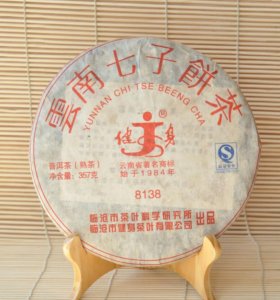 雲南七子餅茶
YUNNAN CHI TSE BEENG CHA
健身
普洱茶（熟茶）
净含量：357克
云南省著名商标
始于1984年
8138
临沧市茶叶科学研究所
临沧市健身茶叶有限公司
出品